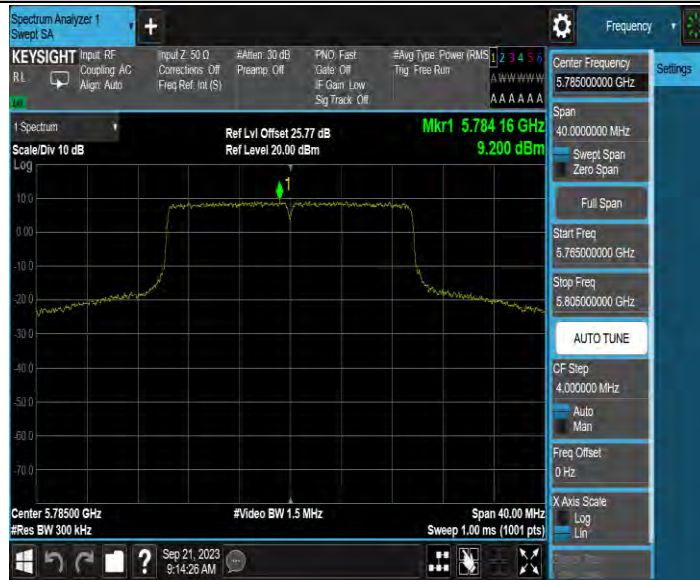 Spectrum Analyzer 1
Swept SA
Frequency
KEYSIGHT
RL
Input: RF
Coupling: AC
Align: Auto
Input Z: 50 Ω
Corrections: Off
Freq Ref: Int (S)
#Atten: 30 dB
Preamp: Off
PNO: Fast
Gate: Off
IF Gain: Low
Sig Track: Off
#Avg Type: Power (RMS
Trig: Free Run
1 2 3 4 5 6
A W W W W W
A A A A A A
Settings
1 Spectrum
Scale/Div 10 dB
Log
Ref Lvl Offset 25.77 dB
Ref Level 20.00 dBm
Mkr1 5.784 16 GHz
9.200 dBm
1
10.0
0.00
-10.0
-20.0
-30.0
-40.0
-50.0
-60.0
-70.0
Center 5.78500 GHz
#Res BW 300 kHz
#Video BW 1.5 MHz
Span 40.00 MHz
Sweep 1.00 ms (1001 pts)
Center Frequency
5.785000000 GHz
Span
40.0000000 MHz
Swept Span
Zero Span
Full Span
Start Freq
5.765000000 GHz
Stop Freq
5.805000000 GHz
AUTO TUNE
CF Step
4.000000 MHz
Auto
Man
Freq Offset
0 Hz
X Axis Scale
Log
Lin
?
Sep 21, 2023
9:14:26 AM